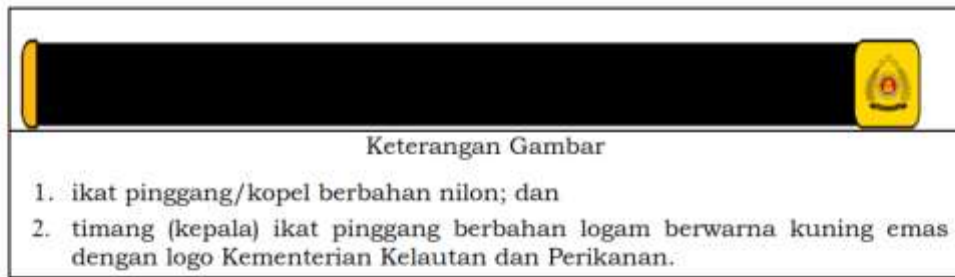 Keterangan Gambar
1. ikat pinggang/kopel berbahan nilon; dan
2. timang (kepala) ikat pinggang berbahan logam berwarna kuning emas
dengan logo Kementerian Kelautan dan Perikanan.